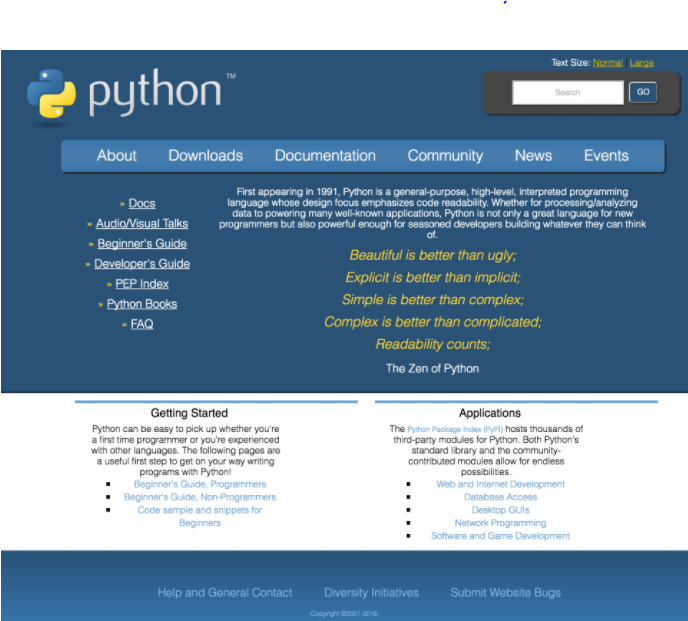 Text Size: Normal | Large
python™
Search
GO
About Downloads Documentation Community News Events
» Docs
» Audio/Visual Talks
» Beginner's Guide
» Developer's Guide
» PEP Index
» Python Books
» FAQ
First appearing in 1991, Python is a general-purpose, high-level, interpreted programming
language whose design focus emphasizes code readability. Whether for processing/analyzing
data to powering many well-known applications, Python is not only a great language for new
programmers but also powerful enough for seasoned developers building whatever they can think
of.
Beautiful is better than ugly;
Explicit is better than implicit;
Simple is better than complex;
Complex is better than complicated;
Readability counts;
The Zen of Python
Getting Started
Python can be easy to pick up whether you're
a first time programmer or you're experienced
with other languages. The following pages are
a useful first step to get on your way writing
programs with Python!
▪ Beginner's Guide, Programmers
▪ Beginner's Guide, Non-Programmers
▪ Code sample and snippets for
Beginners
Applications
The Python Package Index (PyPI) hosts thousands of
third-party modules for Python. Both Python's
standard library and the community-
contributed modules allow for endless
possibilities.
▪ Web and Internet Development
▪ Database Access
▪ Desktop GUIs
▪ Network Programming
▪ Software and Game Development
Help and General Contact Diversity Initiatives Submit Website Bugs
Copyright ©2001-2016.